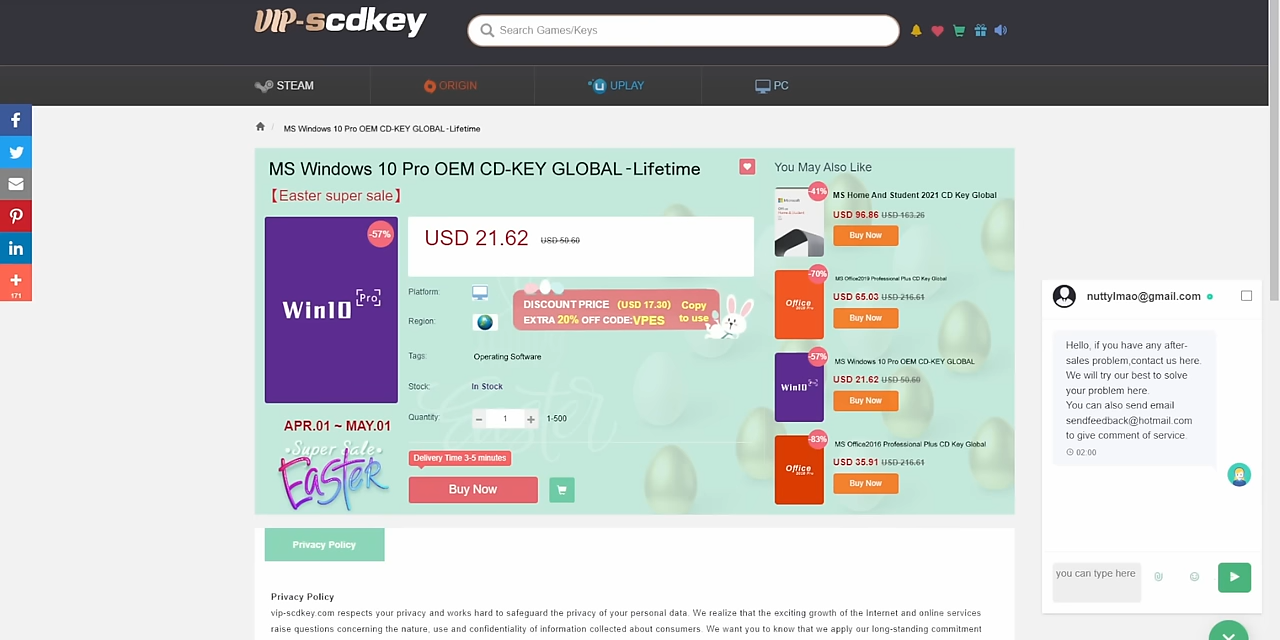 VIP-scdkey
Search Games/Keys
STEAM
ORIGIN
UPLAY
PC
MS Windows 10 Pro OEM CD-KEY GLOBAL -Lifetime
MS Windows 10 Pro OEM CD-KEY GLOBAL -Lifetime
【Easter super sale】
-57%
Win10 Pro
APR.01 ~ MAY.01
Super Sale
EASTER
USD 21.62 USD 50.60
Platform:
Region:
DISCOUNT PRICE (USD 17.30) Copy
EXTRA 20% OFF CODE:VPES to use
Tags: Operating Software
Stock: In Stock
Quantity: - 1 + 1-500
Delivery Time 3-5 minutes
Buy Now
You May Also Like
-41%
MS Home And Student 2021 CD Key Global
USD 96.86 USD 163.26
Buy Now
-70%
Office
MS Office2019 Professional Plus CD Key Global
USD 65.03 USD 216.61
Buy Now
-57%
Win10
MS Windows 10 Pro OEM CD-KEY GLOBAL
USD 21.62 USD 50.60
Buy Now
-83%
Office
MS Office2016 Professional Plus CD Key Global
USD 35.91 USD 216.61
Buy Now
171
Privacy Policy
Privacy Policy
vip-scdkey.com respects your privacy and works hard to safeguard the privacy of your personal data. We realize that the exciting growth of the Internet and online services
raise questions concerning the nature, use and confidentiality of information collected about consumers. We want you to know that we apply our long-standing commitment
nuttylmao@gmail.com
Hello, if you have any after-
sales problem,contact us here.
We will try our best to solve
your problem here.
You can also send email
sendfeedback@hotmail.com
to give comment of service.
02:00
you can type here